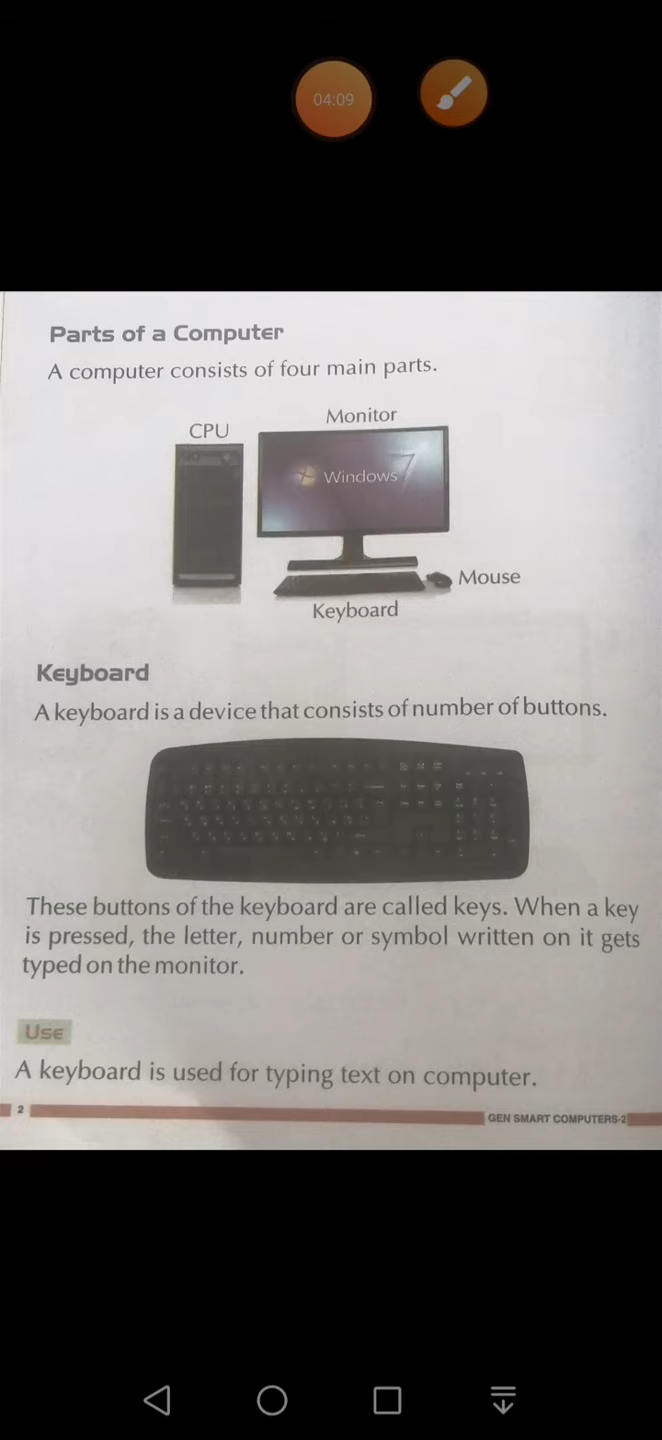 04:09
Parts of a Computer
A computer consists of four main parts.
Monitor
CPU
Windows 7
Mouse
Keyboard
Keyboard
A keyboard is a device that consists of number of buttons.
These buttons of the keyboard are called keys. When a key
is pressed, the letter, number or symbol written on it gets
typed on the monitor.
Use
A keyboard is used for typing text on computer.
2
GEN SMART COMPUTERS-2